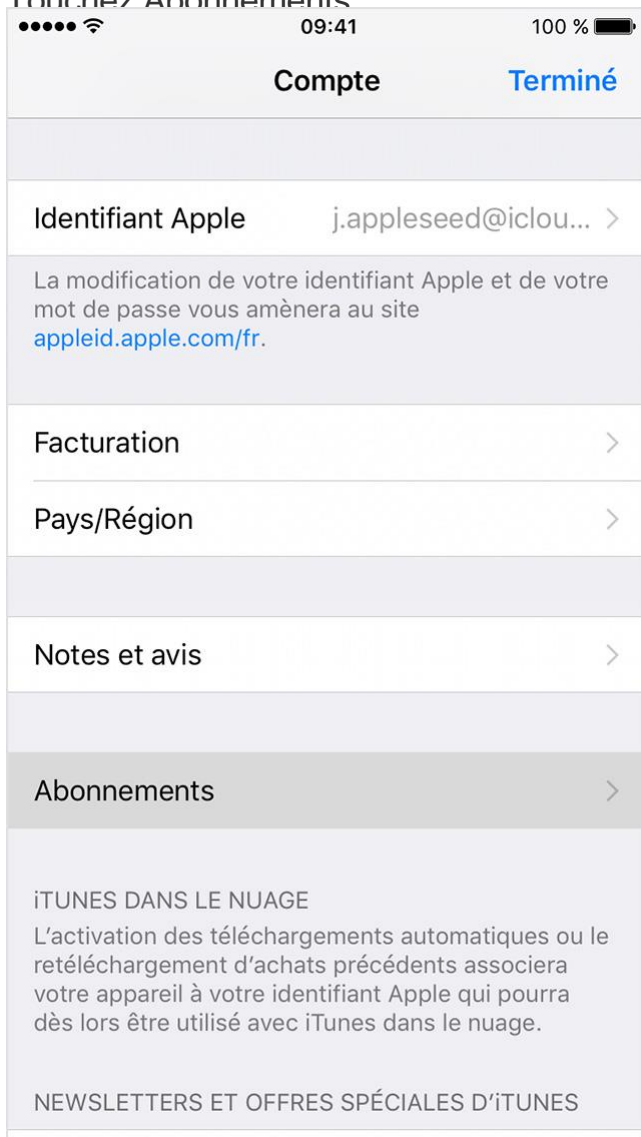 Touchez Abonnements
09:41 100 %
Compte Terminé
Identifiant Apple j.appleseed@iclou...
La modification de votre identifiant Apple et de votre
mot de passe vous amènera au site
appleid.apple.com/fr.
Facturation
Pays/Région
Notes et avis
Abonnements
iTUNES DANS LE NUAGE
L'activation des téléchargements automatiques ou le
retéléchargement d'achats précédents associera
votre appareil à votre identifiant Apple qui pourra
dès lors être utilisé avec iTunes dans le nuage.
NEWSLETTERS ET OFFRES SPÉCIALES D'iTUNES